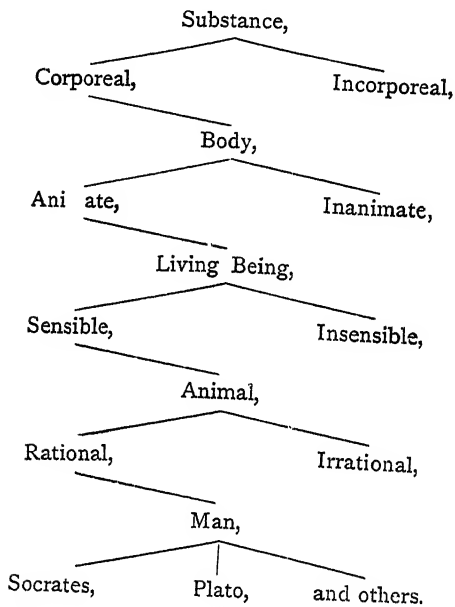 Substance,
Corporeal, Incorporeal,
Body,
Ani ate, Inanimate,
Living Being,
Sensible, Insensible,
Animal,
Rational, Irrational,
Man,
Socrates, Plato, and others.